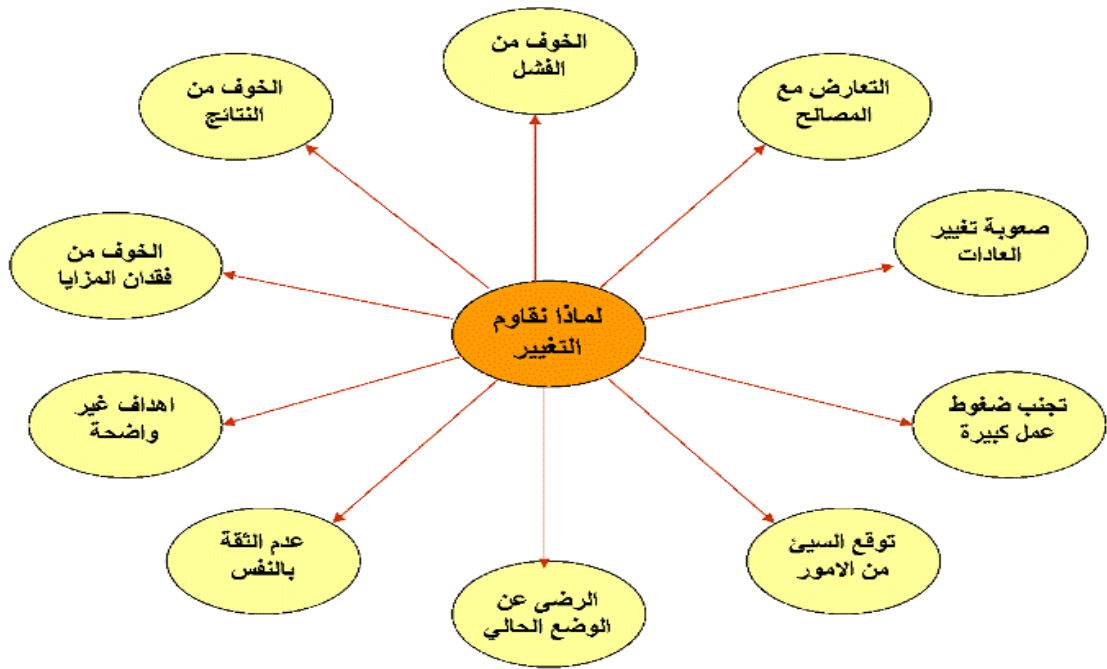 الخوف من
الفشل
التعارض مع
المصالح
الخوف من
النتائج
صعوبة تغيير
العادات
الخوف من
فقدان المزايا
لماذا نقاوم
التغيير
تجنب ضغوط
عمل كبيرة
اهداف غير
واضحة
توقع السيئ
من الامور
عدم الثقة
بالنفس
الرضى عن
الوضع الحالي